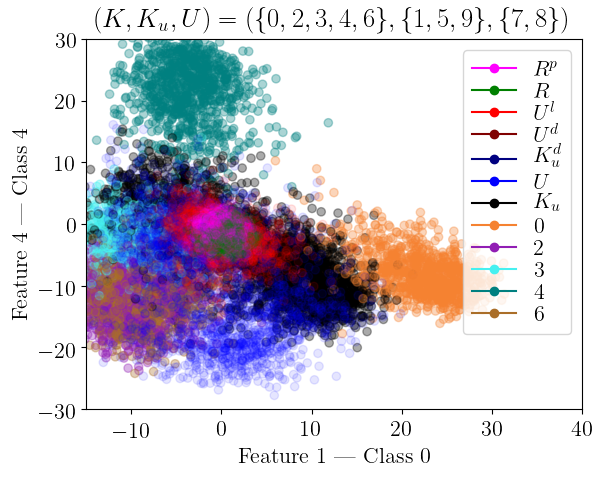 (K, K_u, U) = ({0, 2, 3, 4, 6}, {1, 5, 9}, {7, 8})
30
20
10
0
−10
−20
−30
Feature 4 — Class 4
R^p
R
U^l
U^d
K_u^d
U
K_u
0
2
3
4
6
−10
0
10
20
30
40
Feature 1 — Class 0